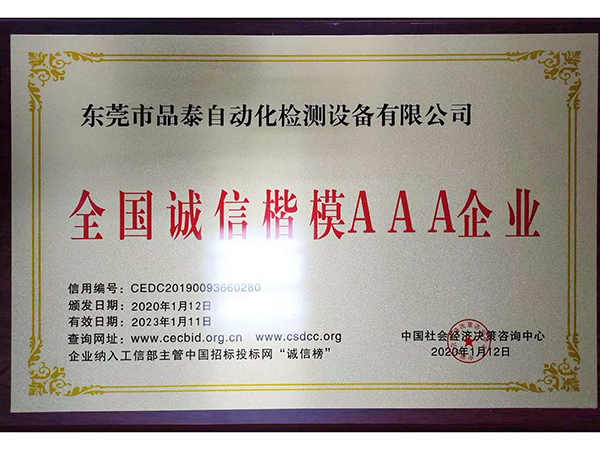 东莞市品泰自动化检测设备有限公司
全国诚信楷模AAA企业
信用编号：CEDC20190093660280
颁发日期：2020年1月12日
有效日期：2023年1月11日
查询网址：www.cecbid.org.cn www.csdcc.org
企业纳入工信部主管中国招标投标网“诚信榜”
中国社会经济决策咨询中心
2020年1月12日